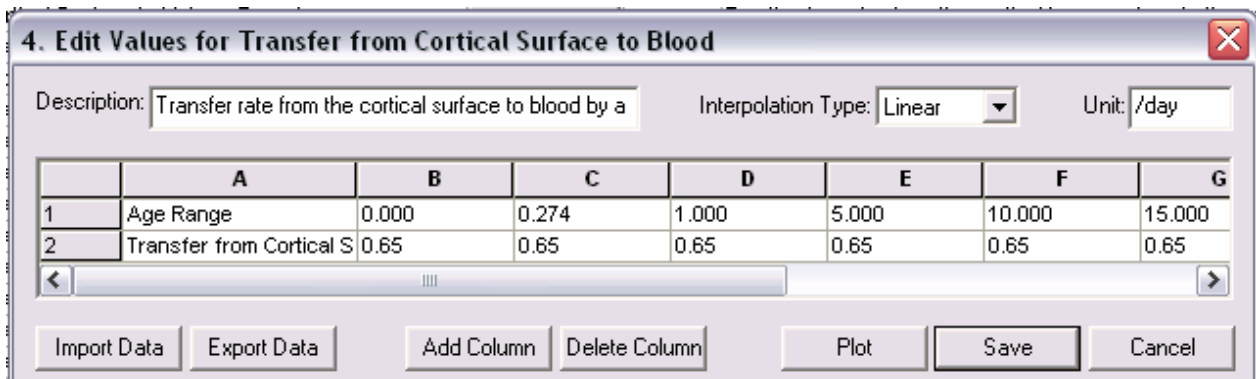 4. Edit Values for Transfer from Cortical Surface to Blood
Description: Transfer rate from the cortical surface to blood by a Interpolation Type: Linear Unit: /day
A B C D E F G
1 Age Range 0.000 0.274 1.000 5.000 10.000 15.000
2 Transfer from Cortical S 0.65 0.65 0.65 0.65 0.65 0.65
Import Data Export Data Add Column Delete Column Plot Save Cancel